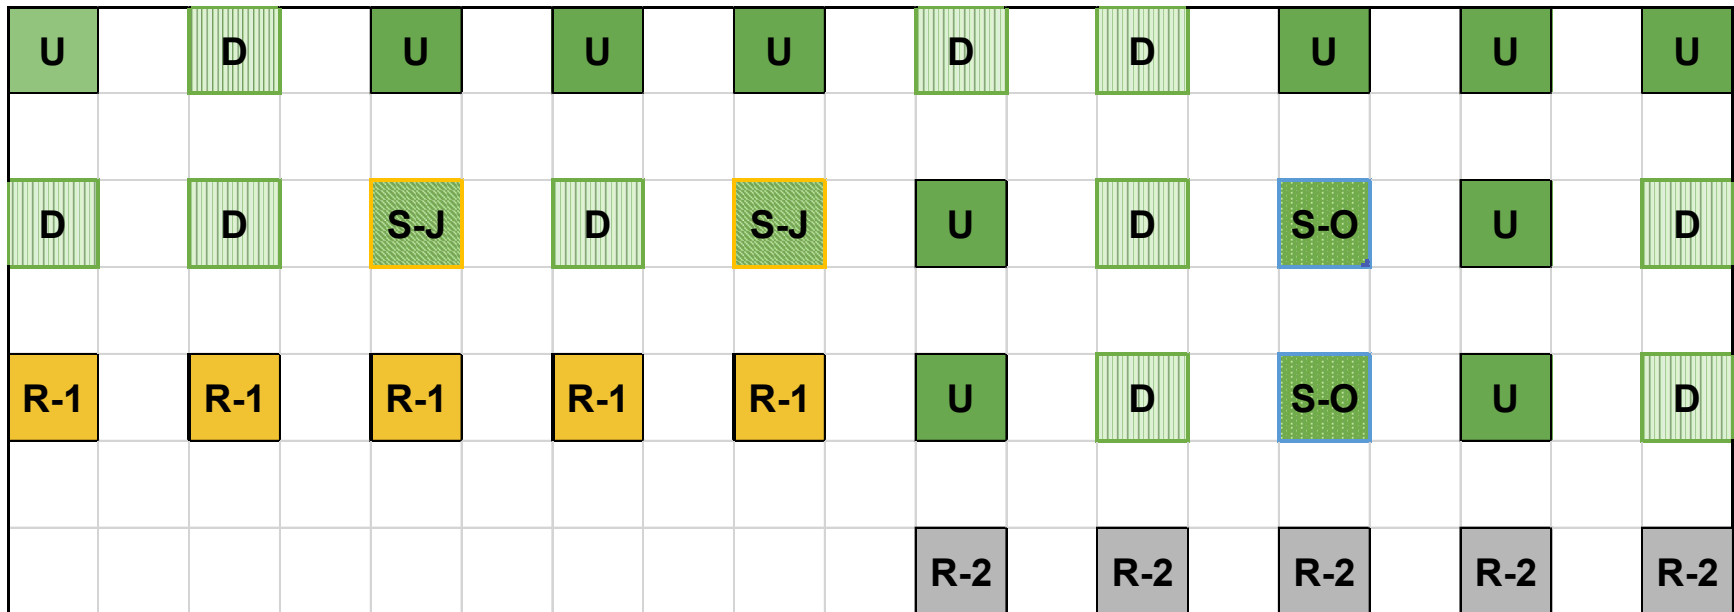 U D U U U D D U U U
D D S-J D S-J U D S-O U D
R-1 R-1 R-1 R-1 R-1 U D S-O U D
R-2 R-2 R-2 R-2 R-2